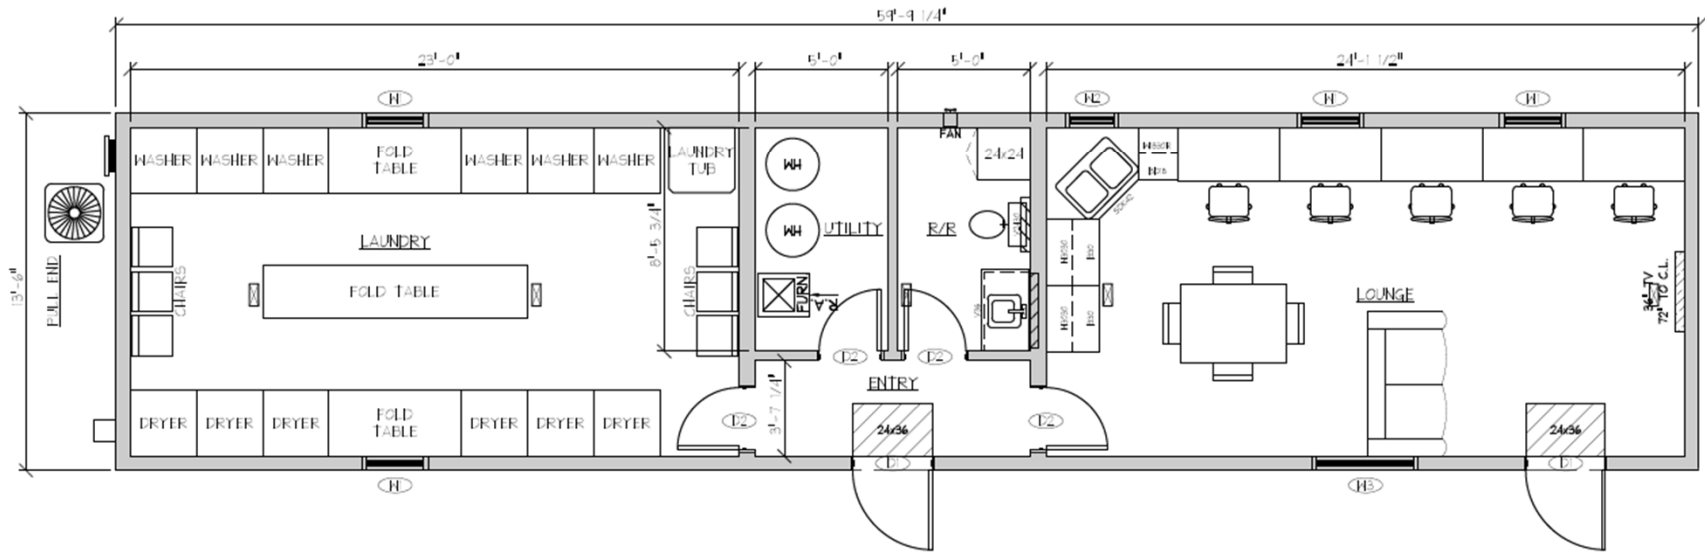 59'-9 1/4"
23'-0"
5'-0"
5'-0"
24'-1 1/2"
W1
W2
W1
W1
FAN
WASHER
WASHER
WASHER
FOLD
TABLE
WASHER
WASHER
WASHER
LAUNDRY
TUB
WH
24x24
WH
UTILITY
R/R
LAUNDRY
8'-5 3/4"
13'-6"
PULL END
CHAIRS
FOLD TABLE
CHAIRS
FURN
R.A.
LOUNGE
36" TV
72" TO C.L.
D2
D2
ENTRY
3'-7 1/4"
DRYER
DRYER
DRYER
FOLD
TABLE
DRYER
DRYER
DRYER
D2
D2
24x36
24x36
D1
D1
W1
W3